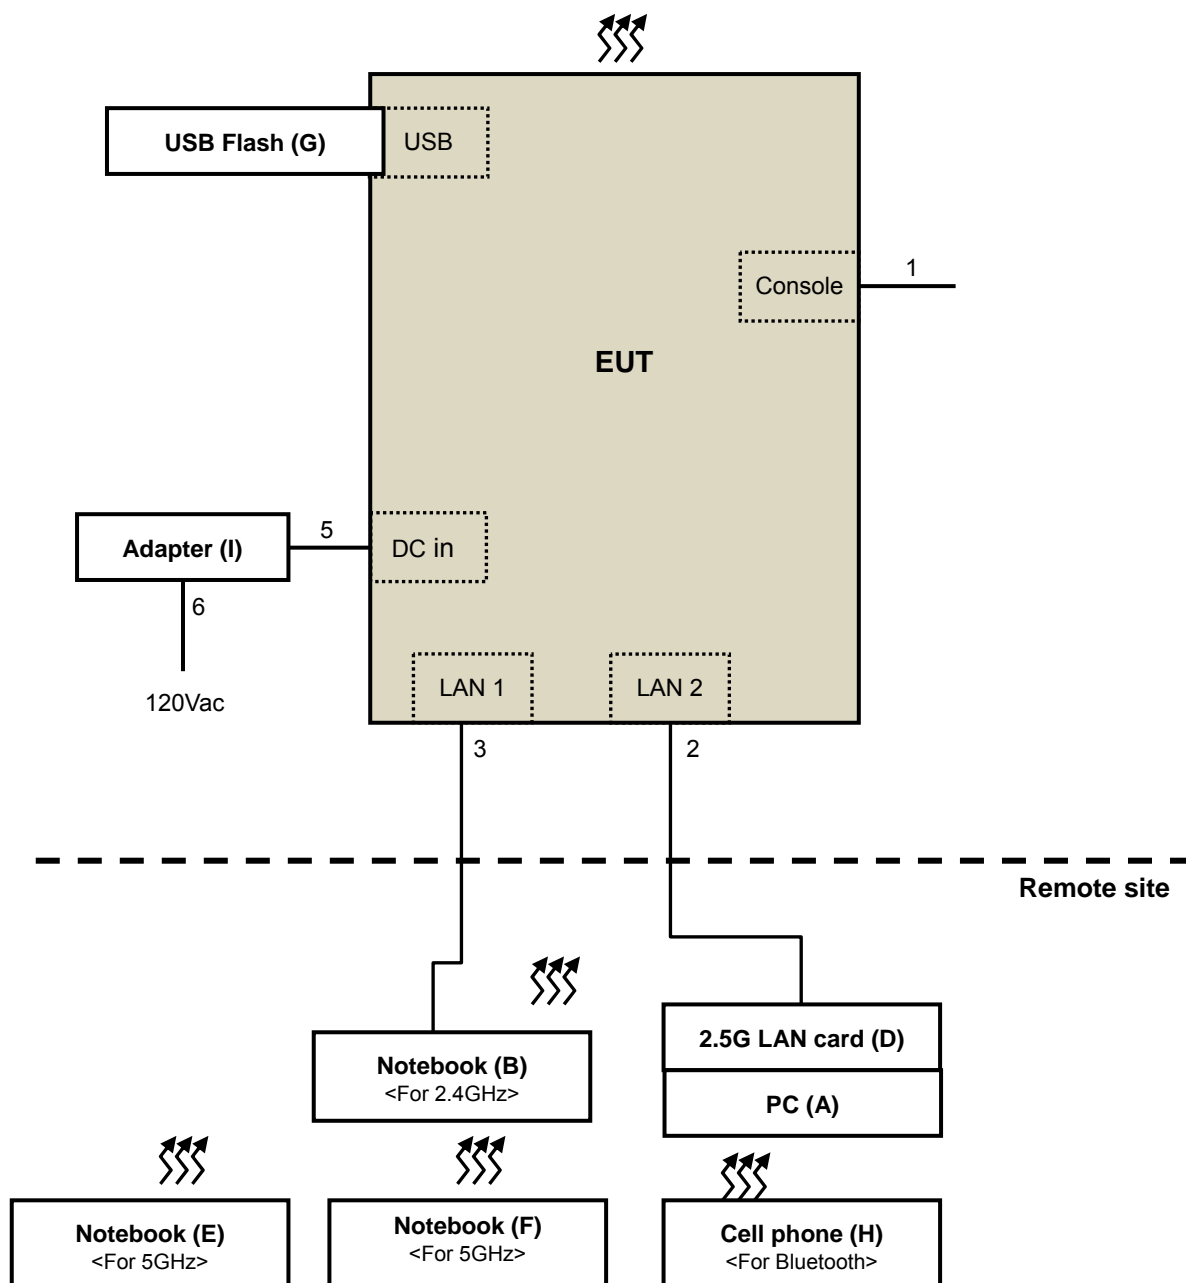 USB Flash (G)
USB
Console
1
EUT
Adapter (I)
5
DC in
6
120Vac
LAN 1
LAN 2
3
2
Remote site
2.5G LAN card (D)
Notebook (B)
<For 2.4GHz>
PC (A)
Notebook (E)
<For 5GHz>
Notebook (F)
<For 5GHz>
Cell phone (H)
<For Bluetooth>